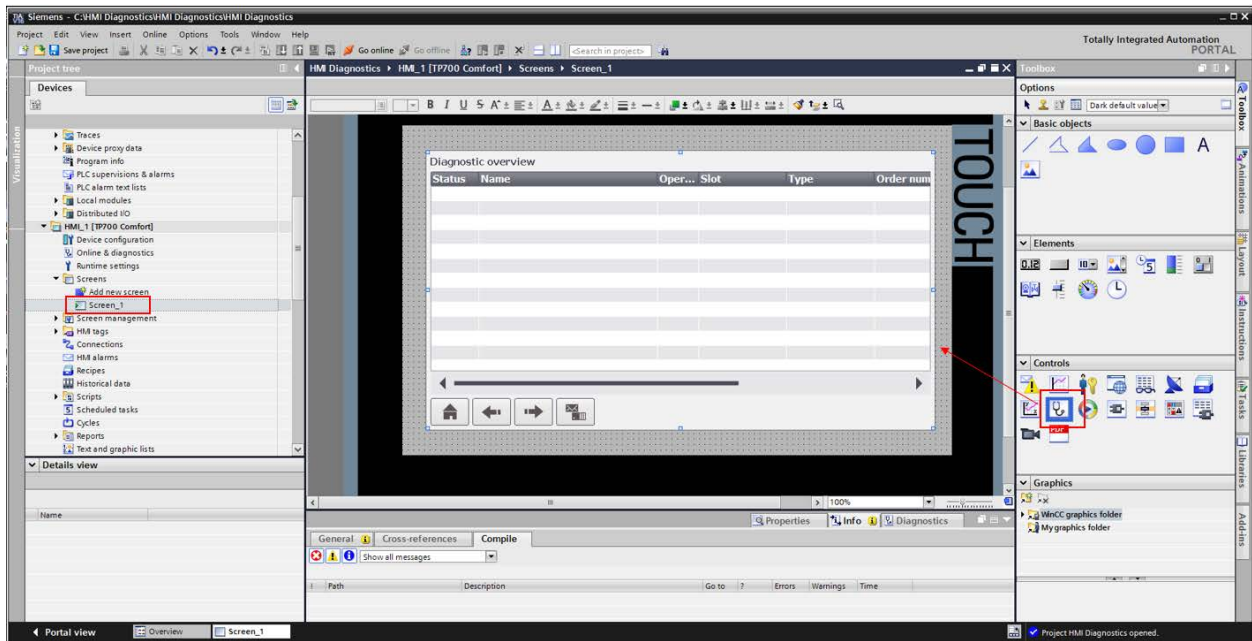 Siemens - C:\HMI Diagnostics\HMI Diagnostics\HMI Diagnostics
Project Edit View Insert Online Options Tools Window Help
Totally Integrated Automation
PORTAL
Save project
Go online
Go offline
<Search in project>
Project tree
Devices
Traces
Device proxy data
Program info
PLC supervisions & alarms
PLC alarm text lists
Local modules
Distributed I/O
HMI_1 [TP700 Comfort]
Device configuration
Online & diagnostics
Runtime settings
Screens
Add new screen
Screen_1
Screen management
HMI tags
Connections
HMI alarms
Recipes
Historical data
Scripts
Scheduled tasks
Cycles
Reports
Text and graphic lists
Details view
Name
Visualization
HMI Diagnostics ▸ HMI_1 [TP700 Comfort] ▸ Screens ▸ Screen_1
B I U S A
Diagnostic overview
Status Name Oper... Slot Type Order num
TOUCH
100%
Properties Info Diagnostics
General Cross-references Compile
Show all messages
! Path Description Go to ? Errors Warnings Time
Toolbox
Options
Dark default value
Basic objects
A
Elements
0.12
10
5
Controls
PDF
Graphics
WinCC graphics folder
My graphics folder
Toolbox
Animations
Layout
Instructions
Tasks
Libraries
Add-ins
Portal view
Overview
Screen_1
Project HMI Diagnostics opened.